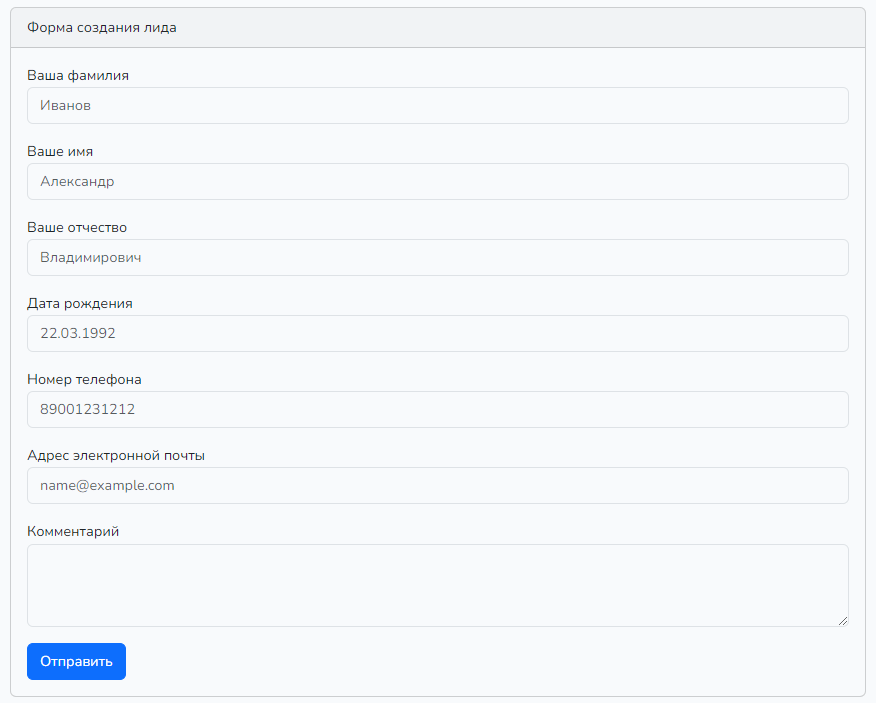 Форма создания лида
Ваша фамилия
Иванов
Ваше имя
Александр
Ваше отчество
Владимирович
Дата рождения
22.03.1992
Номер телефона
89001231212
Адрес электронной почты
name@example.com
Комментарий
Отправить